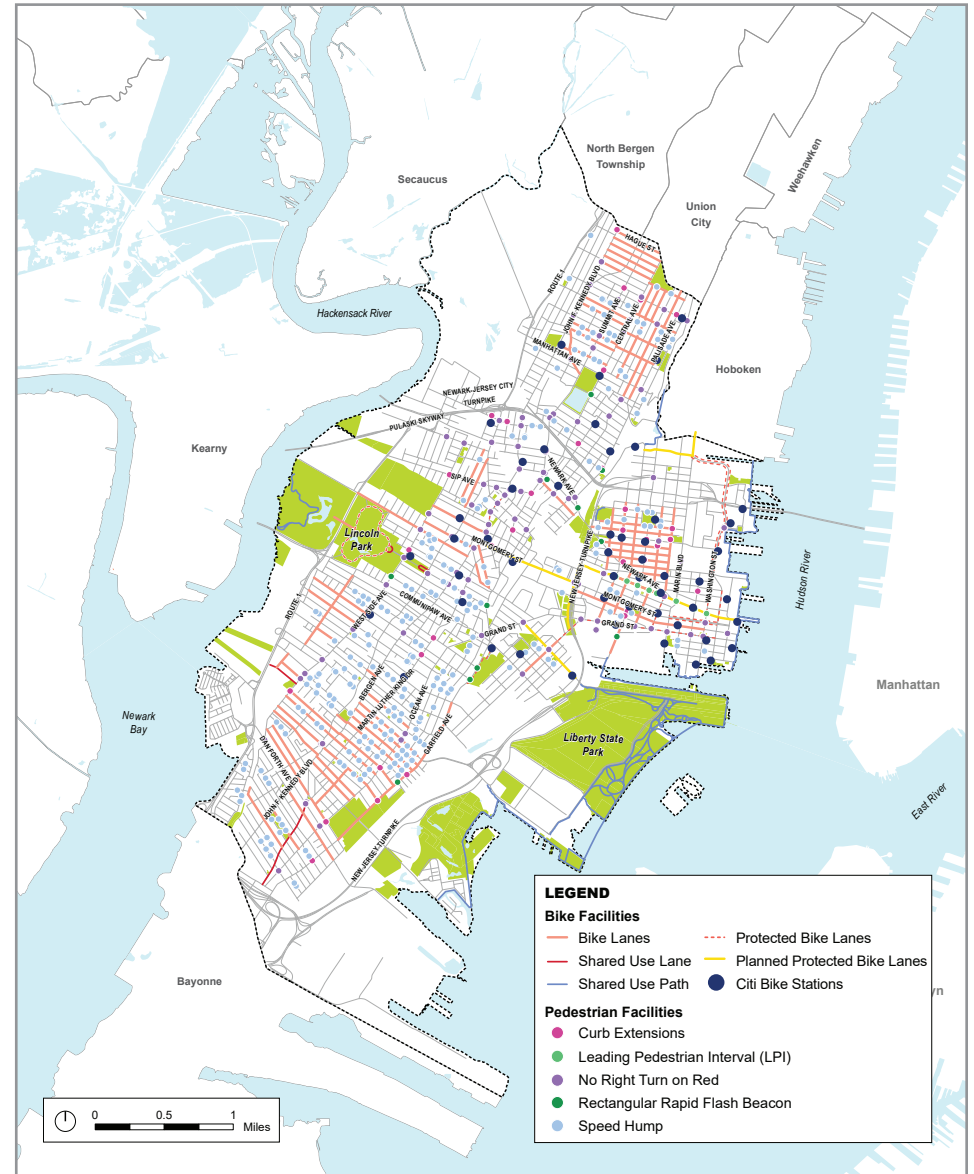 North Bergen
Township
Weehawken
Secaucus
Union
City
HAGUE ST
ROUTE 1
JOHN F. KENNEDY BLVD
SUMMIT AVE
CENTRAL AVE
PALISADE AVE
Hackensack River
MANHATTAN AVE
Hoboken
NEWARK-JERSEY CITY
TURNPIKE
PULASKI SKYWAY
Kearny
SIP AVE
NEWARK AVE
Lincoln
Park
MONTGOMERY ST
NEW JERSEY TURNPIKE
NEWARK AVE
MARIN BLVD
WASHINGTON ST
Hudson River
ROUTE 1
WEST SIDE AVE
COMMUNIPAW AVE
MONTGOMERY ST
GRAND ST
GRAND ST
BERGEN AVE
MARTIN LUTHER KING DR
OCEAN AVE
GARFIELD AVE
Manhattan
Newark
Bay
Liberty State
Park
DANFORTH AVE
JOHN F KENNEDY BLVD
NEW JERSEY TURNPIKE
East River
Bayonne
yn
LEGEND
Bike Facilities
Bike Lanes
Protected Bike Lanes
Shared Use Lane
Planned Protected Bike Lanes
Shared Use Path
Citi Bike Stations
Pedestrian Facilities
Curb Extensions
Leading Pedestrian Interval (LPI)
No Right Turn on Red
Rectangular Rapid Flash Beacon
Speed Hump
0 0.5 1
Miles